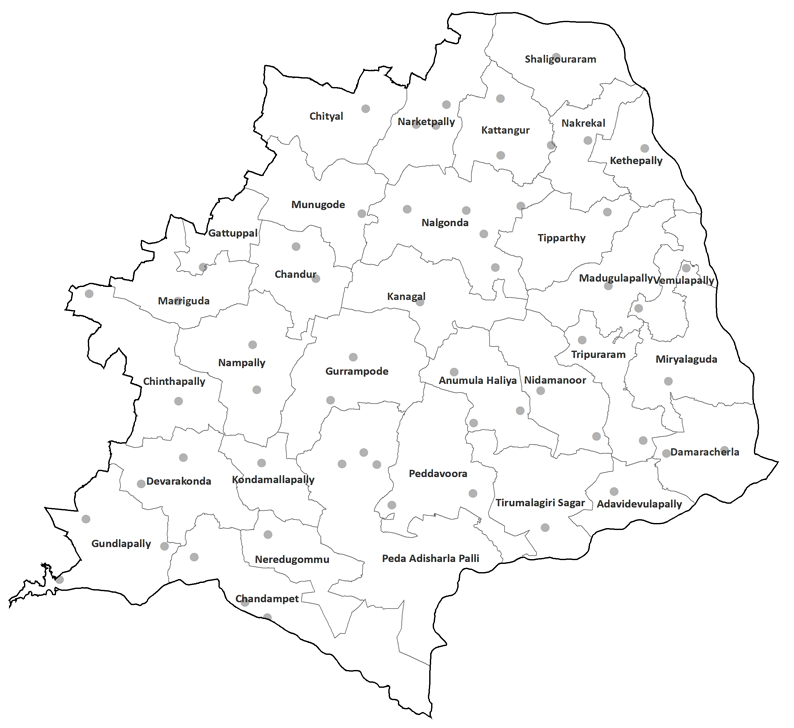 Shaligouraram
Chityal
Narketpally
Kattangur
Nakrekal
Kethepally
Munugode
Nalgonda
Gattuppal
Tipparthy
Chandur
Madugulapally
Vemulapally
Marriguda
Kanagal
Nampally
Gurrampode
Tripuraram
Miryalaguda
Chinthapally
Anumula Haliya
Nidamanoor
Damaracherla
Devarakonda
Kondamallapally
Peddavoora
Tirumalagiri Sagar
Adavidevulapally
Gundlapally
Neredugommu
Peda Adisharla Palli
Chandampet